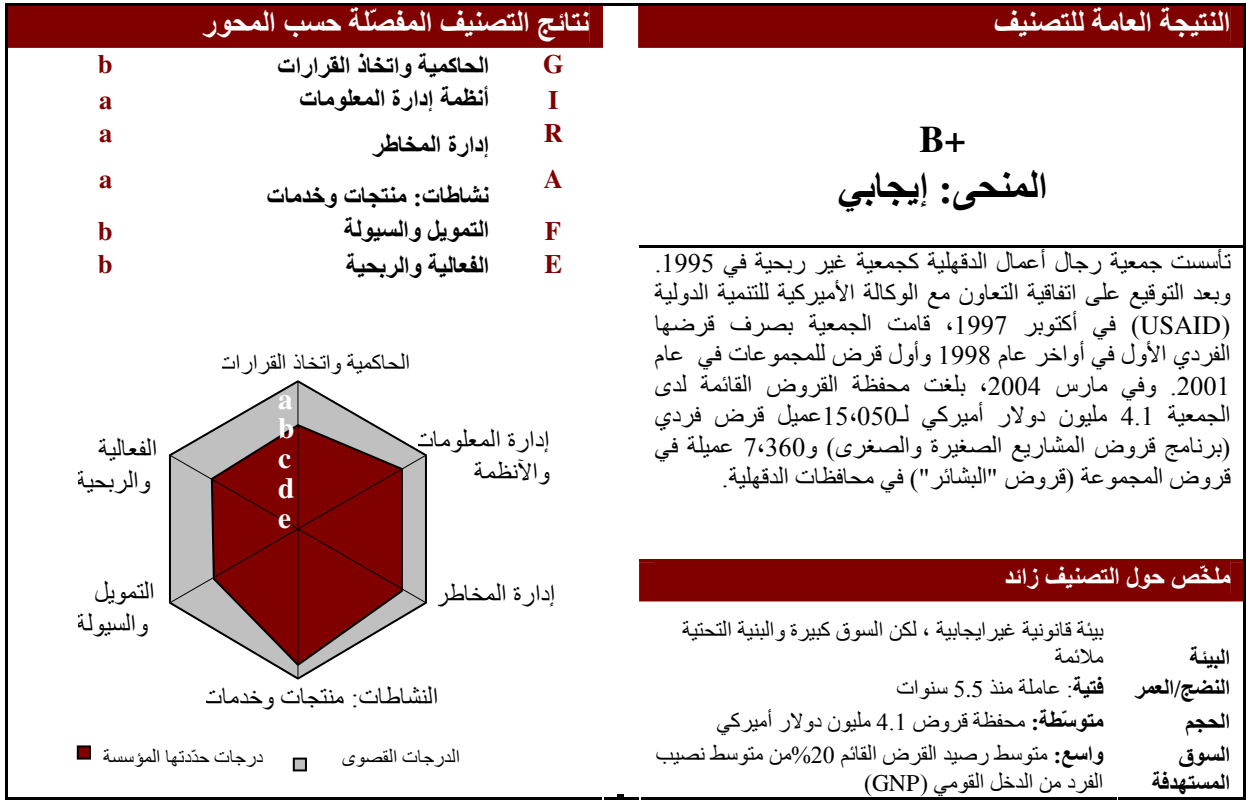 النتيجة العامة للتصنيف
B+
المنحى: إيجابي
تأسست جمعية رجال أعمال الدقهلية كجمعية غير ربحية في 1995.
وبعد التوقيع على اتفاقية التعاون مع الوكالة الأميركية للتنمية الدولية
(USAID) في أكتوبر 1997، قامت الجمعية بصرف قرضها
الفردي الأول في أواخر عام 1998 وأول قرض للمجموعات في عام
2001. وفي مارس 2004، بلغت محفظة القروض القائمة لدى
الجمعية 4.1 مليون دولار أميركي لـ15،050عميل قرض فردي
(برنامج قروض المشاريع الصغيرة والصغرى) و7،360 عميلة في
قروض المجموعة (قروض "البشائر") في محافظات الدقهلية.
ملخّص حول التصنيف زائد
البيئة بيئة قانونية غيرايجابية ، لكن السوق كبيرة والبنية التحتية
ملائمة
النضج/العمر فتية: عاملة منذ 5.5 سنوات
الحجم متوسّطة: محفظة قروض 4.1 مليون دولار أميركي
السوق واسع: متوسط رصيد القرض القائم 20%من متوسط نصيب
المستهدفة الفرد من الدخل القومي (GNP)
نتائج التصنيف المفصّلة حسب المحور
G الحاكمية واتخاذ القرارات b
I أنظمة إدارة المعلومات a
R إدارة المخاطر a
A نشاطات: منتجات وخدمات a
F التمويل والسيولة b
E الفعالية والربحية b
الحاكمية واتخاذ القرارات
a
b
c
d
e
إدارة المعلومات
والآنظمة
الفعالية
والربحية
إدارة المخاطر
التمويل
والسيولة
النشاطات: منتجات وخدمات
الدرجات القصوى
درجات حدّدتها المؤسسة